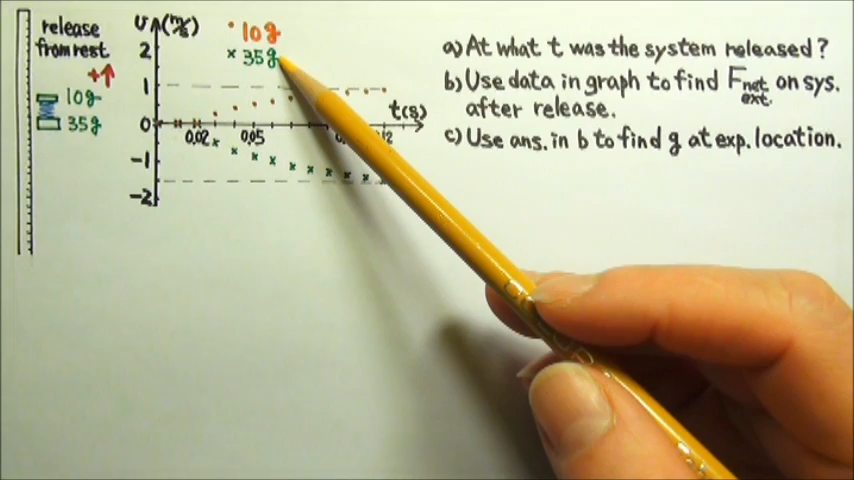 release
from rest
+↑
10g
35g
v (m/s)
• 10g
× 35g
2
1
0
-1
-2
t(s)
0.02
0.05
a) At what t was the system released?
b) Use data in graph to find Fnet ext. on sys.
after release.
c) Use ans. in b to find g at exp. location.